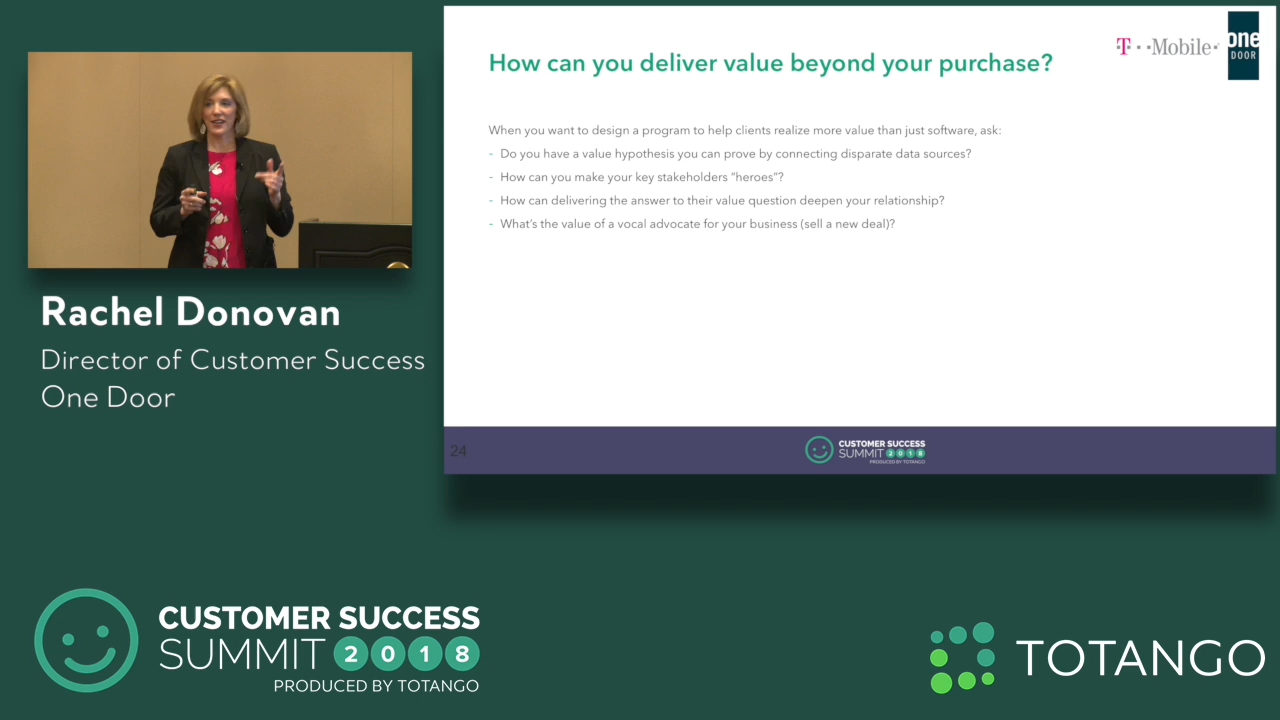 Rachel Donovan
Director of Customer Success
One Door
How can you deliver value beyond your purchase?
T··Mobile·
one
DOOR
When you want to design a program to help clients realize more value than just software, ask:
- Do you have a value hypothesis you can prove by connecting disparate data sources?
- How can you make your key stakeholders “heroes”?
- How can delivering the answer to their value question deepen your relationship?
- What’s the value of a vocal advocate for your business (sell a new deal)?
24
CUSTOMER SUCCESS
SUMMIT 2018
PRODUCED BY TOTANGO
CUSTOMER SUCCESS
SUMMIT 2018
PRODUCED BY TOTANGO
TOTANGO